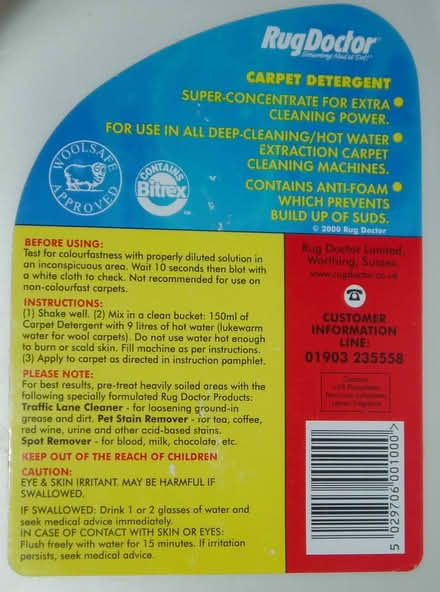 RugDoctor
CARPET DETERGENT
SUPER-CONCENTRATE FOR EXTRA
CLEANING POWER.
FOR USE IN ALL DEEP-CLEANING/HOT WATER
EXTRACTION CARPET
CLEANING MACHINES.
CONTAINS ANTI-FOAM
WHICH PREVENTS
BUILD UP OF SUDS.
© 2000 Rug Doctor
WOOLSAFE
APPROVED
CONTAINS
Bitrex
BEFORE USING:
Test for colourfastness with properly diluted solution in
an inconspicuous area. Wait 10 seconds then blot with
a white cloth to check. Not recommended for use on
non-colourfast carpets.
INSTRUCTIONS:
(1) Shake well. (2) Mix in a clean bucket: 150ml of
Carpet Detergent with 9 litres of hot water (lukewarm
water for wool carpets). Do not use water hot enough
to burn or scald skin. Fill machine as per instructions.
(3) Apply to carpet as directed in instruction pamphlet.
PLEASE NOTE:
For best results, pre-treat heavily soiled areas with the
following specially formulated Rug Doctor Products:
Traffic Lane Cleaner - for loosening ground-in
grease and dirt. Pet Stain Remover - for tea, coffee,
red wine, urine and other acid-based stains.
Spot Remover - for blood, milk, chocolate, etc.
KEEP OUT OF THE REACH OF CHILDREN
CAUTION:
EYE & SKIN IRRITANT. MAY BE HARMFUL IF
SWALLOWED.
IF SWALLOWED: Drink 1 or 2 glasses of water and
seek medical advice immediately.
IN CASE OF CONTACT WITH SKIN OR EYES:
Flush freely with water for 15 minutes. If irritation
persists, seek medical advice.
Rug Doctor Limited,
Worthing, Sussex
www.rugdoctor.co.uk
CUSTOMER
INFORMATION
LINE:
01903 235558
Contains
5 029706 001000 >